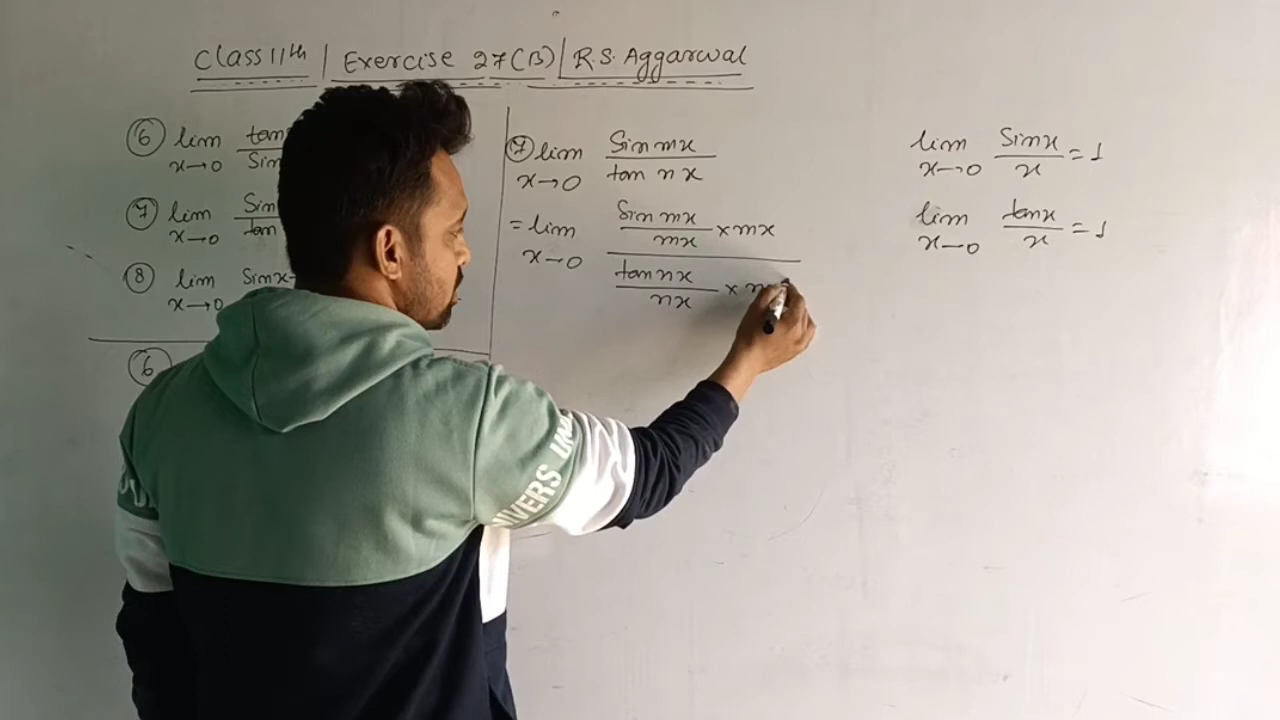 Class 11th | Exercise 27(B) | R.S. Aggarwal
⑥ lim x→0 tan
Sin
⑦ lim x→0 Sin
tan
⑧ lim x→0 Sinx
⑥
⑦ lim x→0 Sin mx / tan nx
= lim x→0 (Sin mx / mx × mx) / (tan nx / nx ×
lim x→0 Sinx / x = 1
lim x→0 tanx / x = 1
UNIVERS